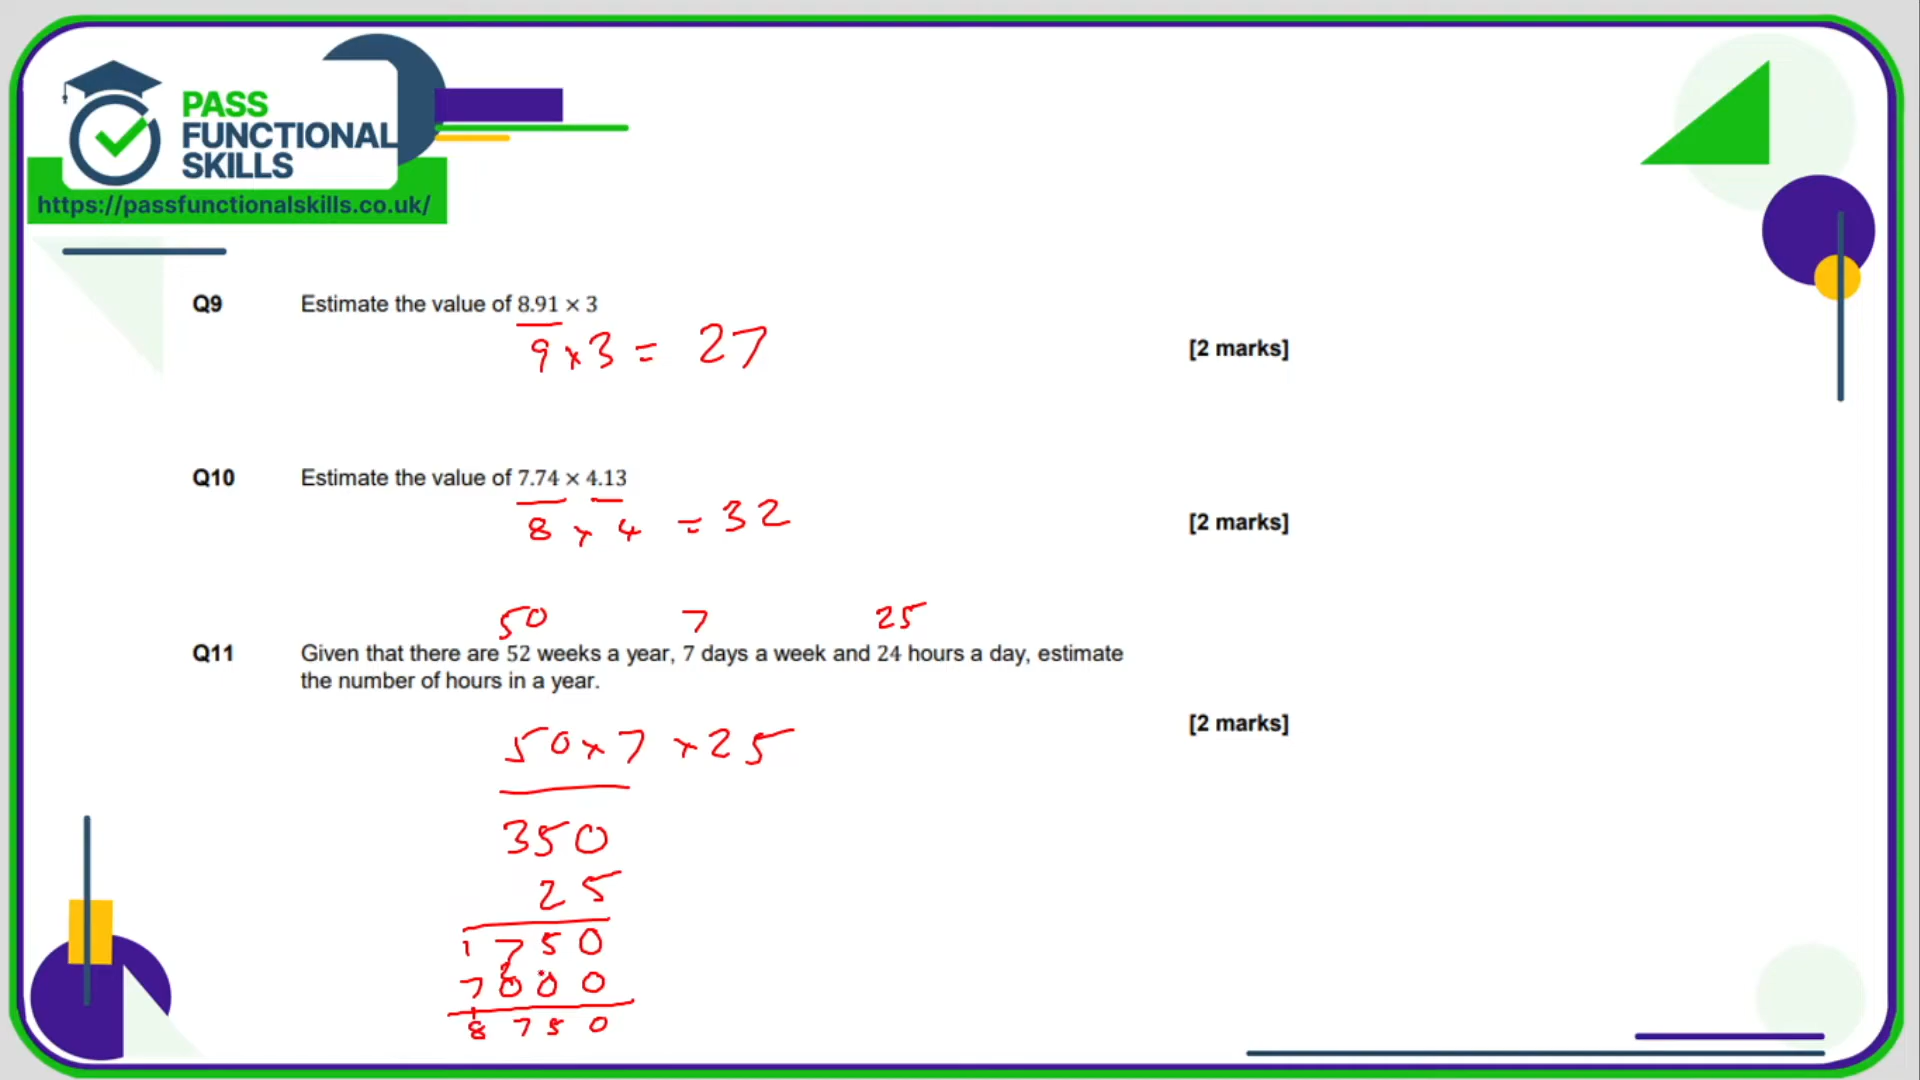 PASS
FUNCTIONAL
SKILLS
https://passfunctionalskills.co.uk/
Q9 Estimate the value of 8.91 × 3
9 × 3 = 27
[2 marks]
Q10 Estimate the value of 7.74 × 4.13
8 × 4 = 32
[2 marks]
50 7 25
Q11 Given that there are 52 weeks a year, 7 days a week and 24 hours a day, estimate
the number of hours in a year.
[2 marks]
50 × 7 × 25
350
25
1750
7000
8750